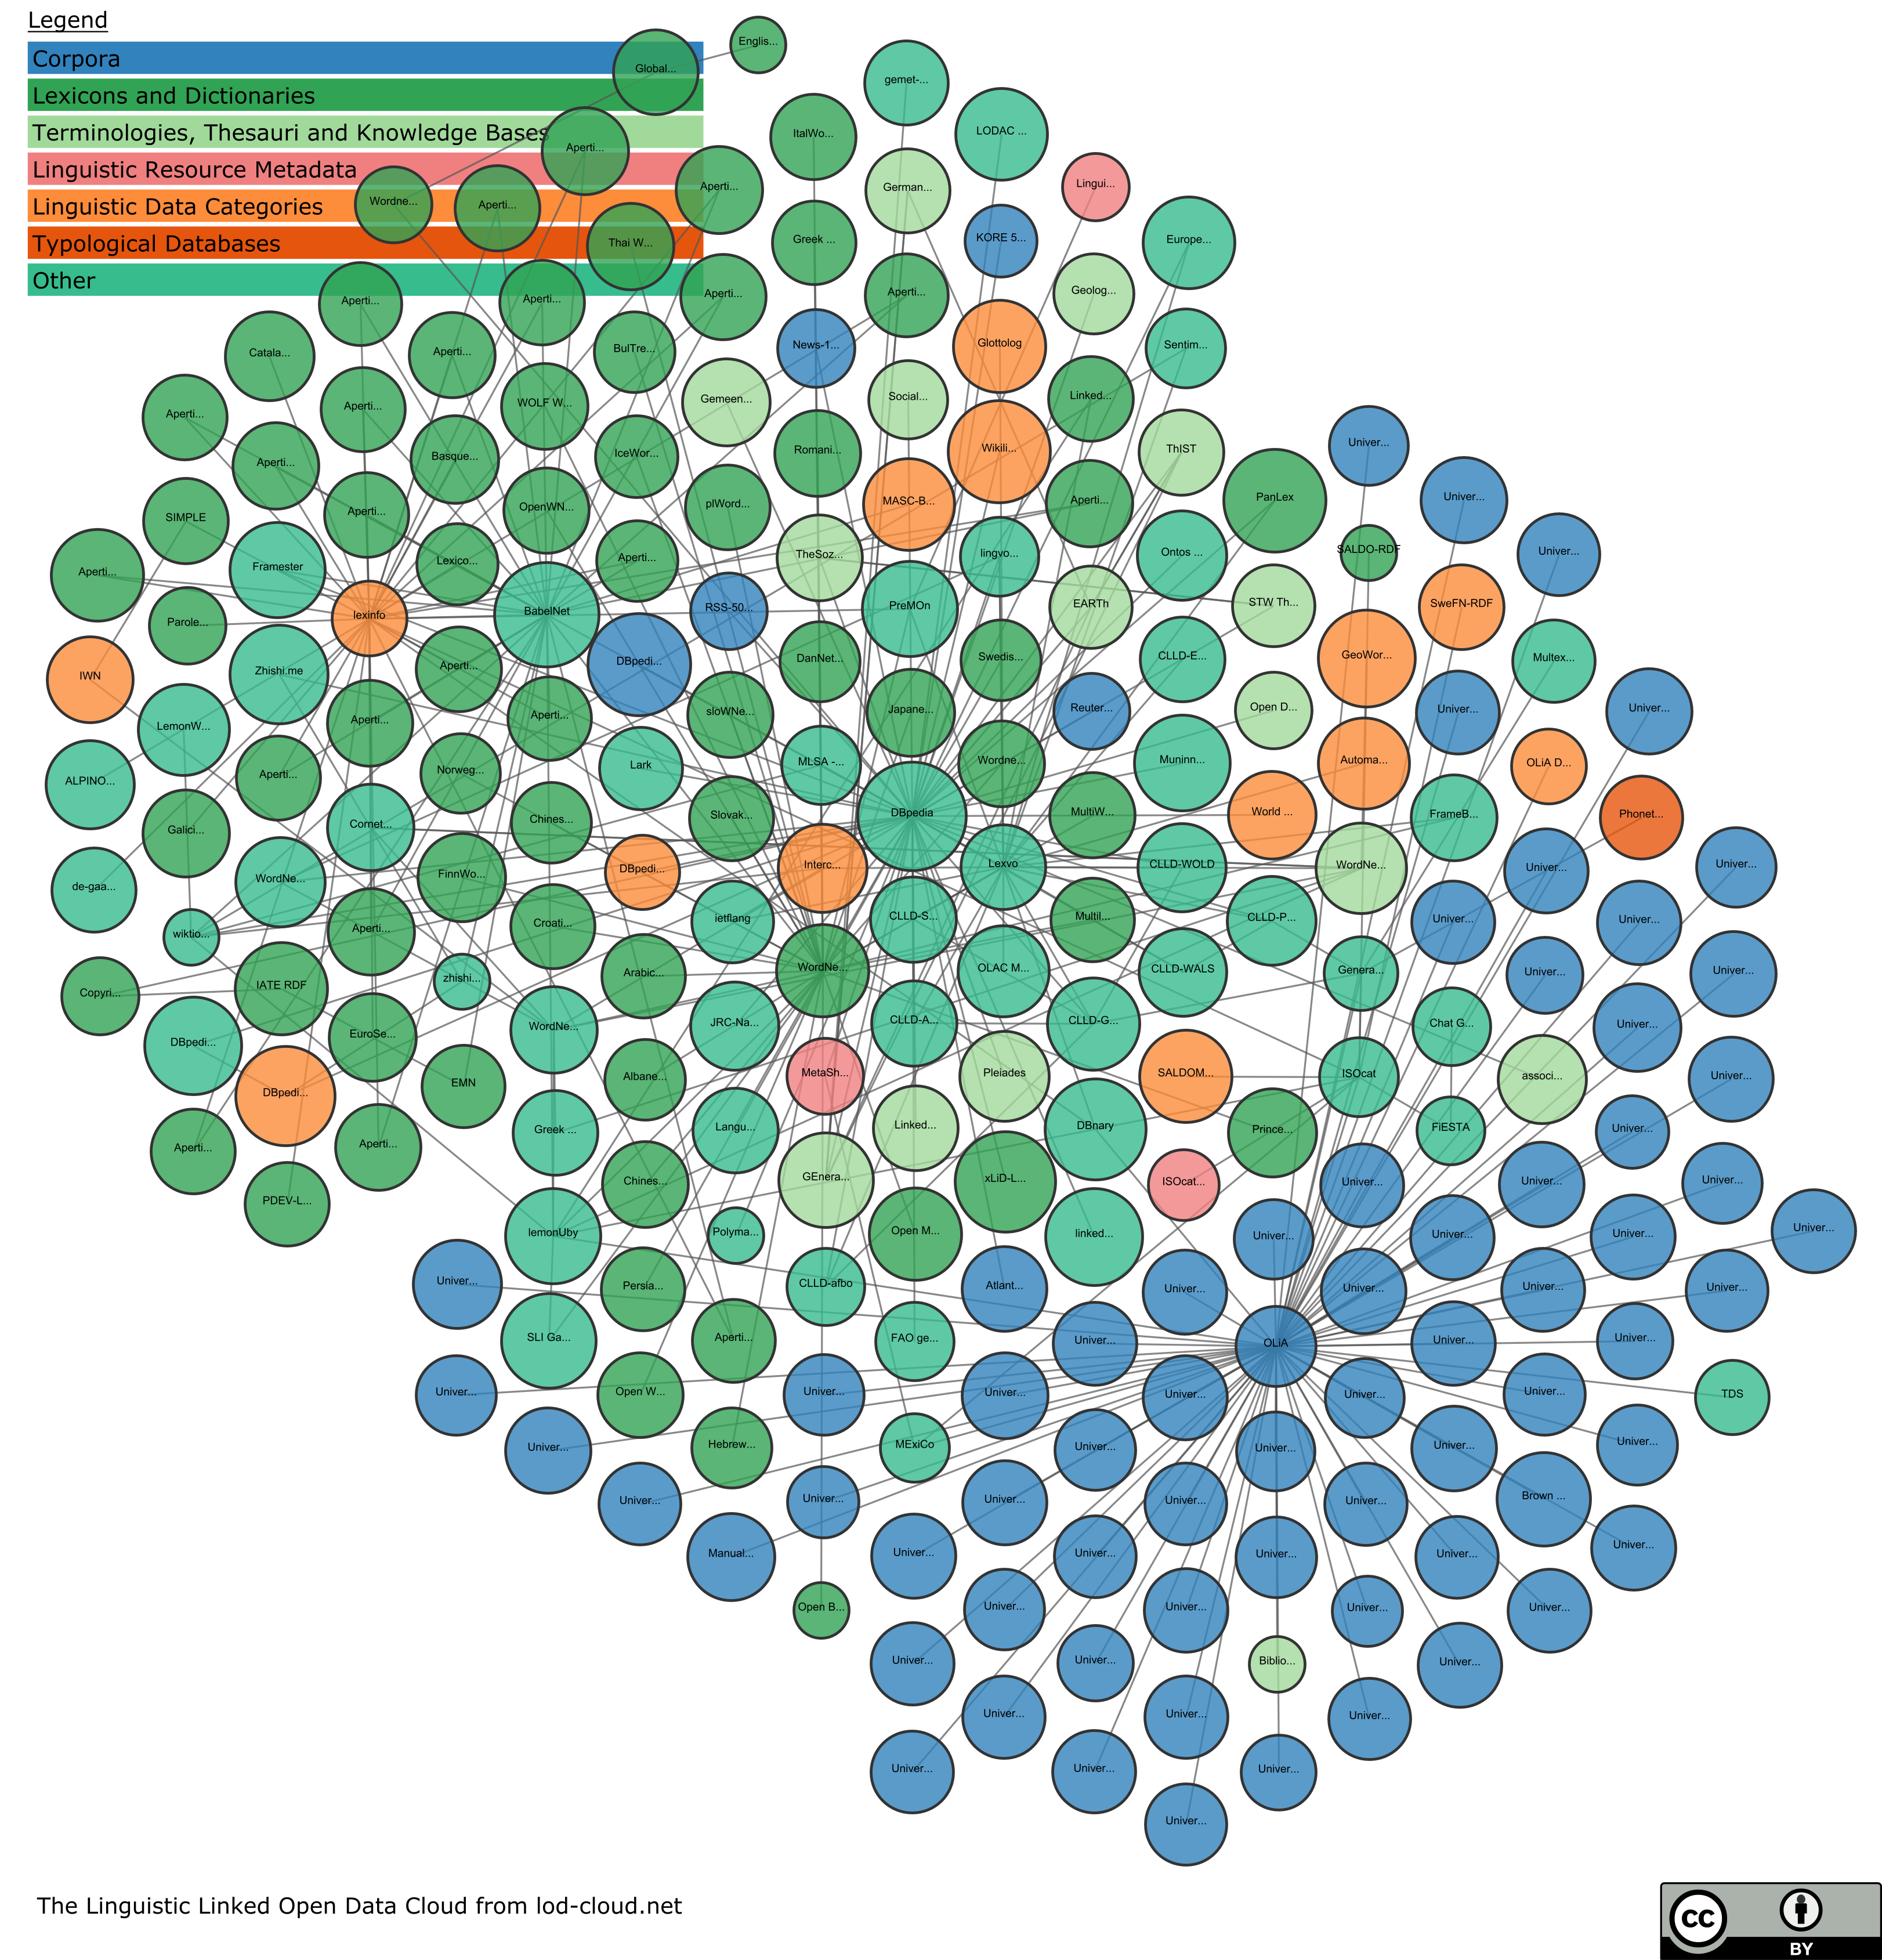 Legend
Corpora
Lexicons and Dictionaries
Terminologies, Thesauri and Knowledge Bases
Linguistic Resource Metadata
Linguistic Data Categories
Typological Databases
Other
Englis...
Global...
gemet-...
LODAC ...
ItalWo...
Aperti...
German...
Lingui...
Aperti...
Wordne...
Aperti...
Thai W...
Greek ...
KORE 5...
Europe...
Aperti...
Aperti...
Aperti...
Aperti...
Geolog...
Catala...
Aperti...
BulTre...
News-1...
Glottolog
Sentim...
Aperti...
Aperti...
WOLF W...
Gemeen...
Social...
Linked...
Univer...
Aperti...
Basque...
IceWor...
Romani...
Wikili...
ThIST
SIMPLE
Aperti...
OpenWN...
plWord...
MASC-B...
Aperti...
PanLex
Univer...
Aperti...
Framester
Lexico...
Aperti...
TheSoz...
lingvo...
Ontos ...
SALDO-RDF
Univer...
Parole...
lexinfo
BabelNet
RSS-50...
PreMOn
EARTh
STW Th...
SweFN-RDF
IWN
Zhishi.me
Aperti...
DBpedi...
DanNet...
Swedis...
CLLD-E...
GeoWor...
Multex...
LemonW...
Aperti...
Aperti...
sloWNe...
Japane...
Reuter...
Open D...
Univer...
Univer...
ALPINO...
Aperti...
Norweg...
Lark
MLSA -...
Wordne...
Muninn...
Automa...
OLiA D...
Galici...
Cornet...
Chines...
Slovak...
DBpedia
MultiW...
World ...
FrameB...
Phonet...
de-gaa...
WordNe...
FinnWo...
DBpedi...
Interc...
Lexvo
CLLD-WOLD
WordNe...
Univer...
Univer...
wiktio...
Aperti...
Croati...
ietflang
CLLD-S...
Multil...
CLLD-P...
Univer...
Univer...
Copyri...
IATE RDF
zhishi...
Arabic...
WordNe...
OLAC M...
CLLD-WALS
Genera...
Univer...
Univer...
DBpedi...
EuroSe...
WordNe...
JRC-Na...
CLLD-A...
CLLD-G...
Chat G...
Univer...
DBpedi...
EMN
Albane...
MetaSh...
Pleiades
SALDOM...
ISOcat
associ...
Univer...
Aperti...
Aperti...
Greek ...
Langu...
Linked...
DBnary
Prince...
FiESTA
Univer...
PDEV-L...
Chines...
GEnera...
xLiD-L...
ISOcat...
Univer...
Univer...
Univer...
lemonUby
Polyma...
Open M...
linked...
Univer...
Univer...
Univer...
Univer...
Univer...
Persia...
CLLD-afbo
Atlant...
Univer...
Univer...
Univer...
Univer...
SLI Ga...
Aperti...
FAO ge...
Univer...
OLiA
Univer...
Univer...
Univer...
Open W...
Univer...
Univer...
Univer...
Univer...
Univer...
TDS
Univer...
Hebrew...
MExiCo
Univer...
Univer...
Univer...
Univer...
Univer...
Univer...
Univer...
Univer...
Univer...
Brown ...
Manual...
Univer...
Univer...
Univer...
Univer...
Univer...
Open B...
Univer...
Univer...
Univer...
Univer...
Univer...
Univer...
Biblio...
Univer...
Univer...
Univer...
Univer...
Univer...
Univer...
Univer...
Univer...
The Linguistic Linked Open Data Cloud from lod-cloud.net
cc
BY